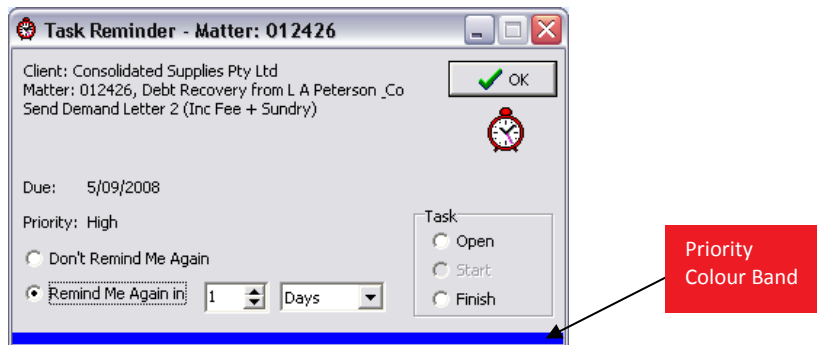 Task Reminder - Matter: 012426
Client: Consolidated Supplies Pty Ltd
Matter: 012426, Debt Recovery from L A Peterson _Co
Send Demand Letter 2 (Inc Fee + Sundry)
OK
Due: 5/09/2008
Priority: High
Don't Remind Me Again
Remind Me Again in 1 Days
Task
Open
Start
Finish
Priority
Colour Band